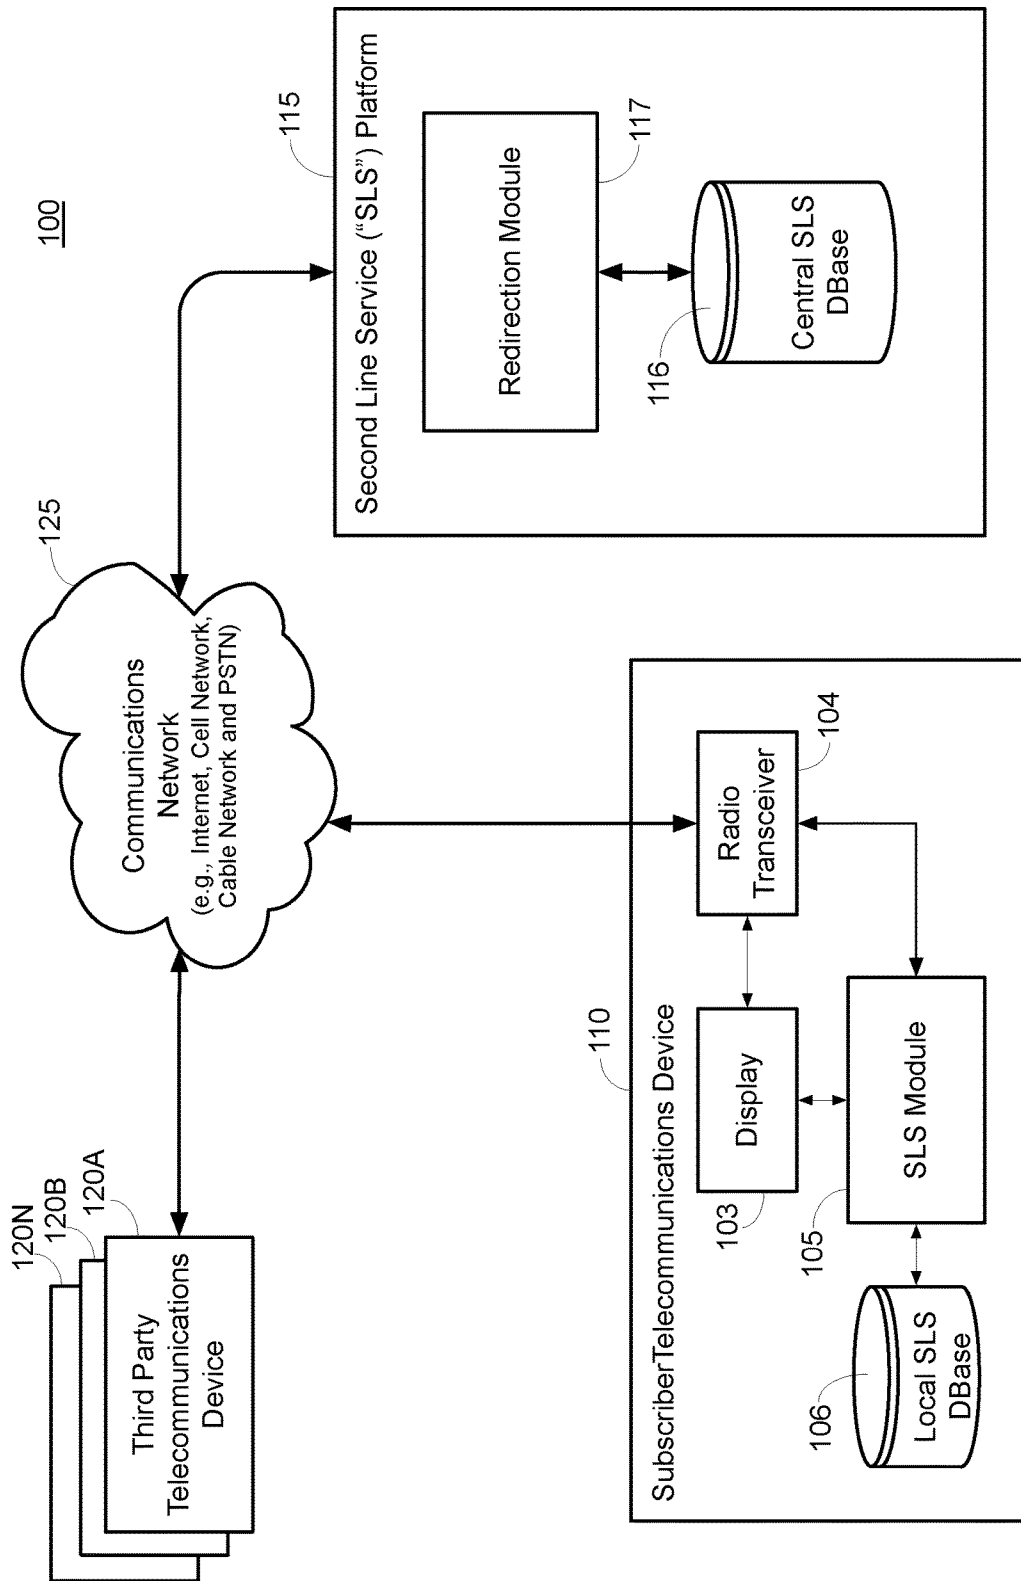 100
120N
120B
120A
Third Party
Telecommunications
Device
125
Communications
Network
(e.g., Internet, Cell Network,
Cable Network and PSTN)
115
Second Line Service (“SLS”) Platform
Redirection Module
117
116
Central SLS
DBase
110
SubscriberTelecommunications Device
Display
103
Radio
Transceiver
104
105
SLS Module
106
Local SLS
DBase